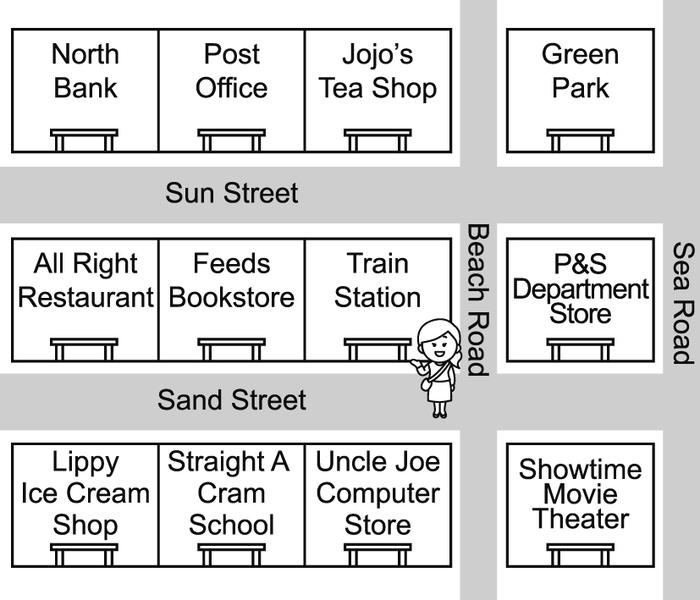 North
Bank
Post
Office
Jojo’s
Tea Shop
Green
Park
Sun Street
All Right
Restaurant
Feeds
Bookstore
Train
Station
Beach Road
P&S
Department
Store
Sea Road
Sand Street
Lippy
Ice Cream
Shop
Straight A
Cram
School
Uncle Joe
Computer
Store
Showtime
Movie
Theater